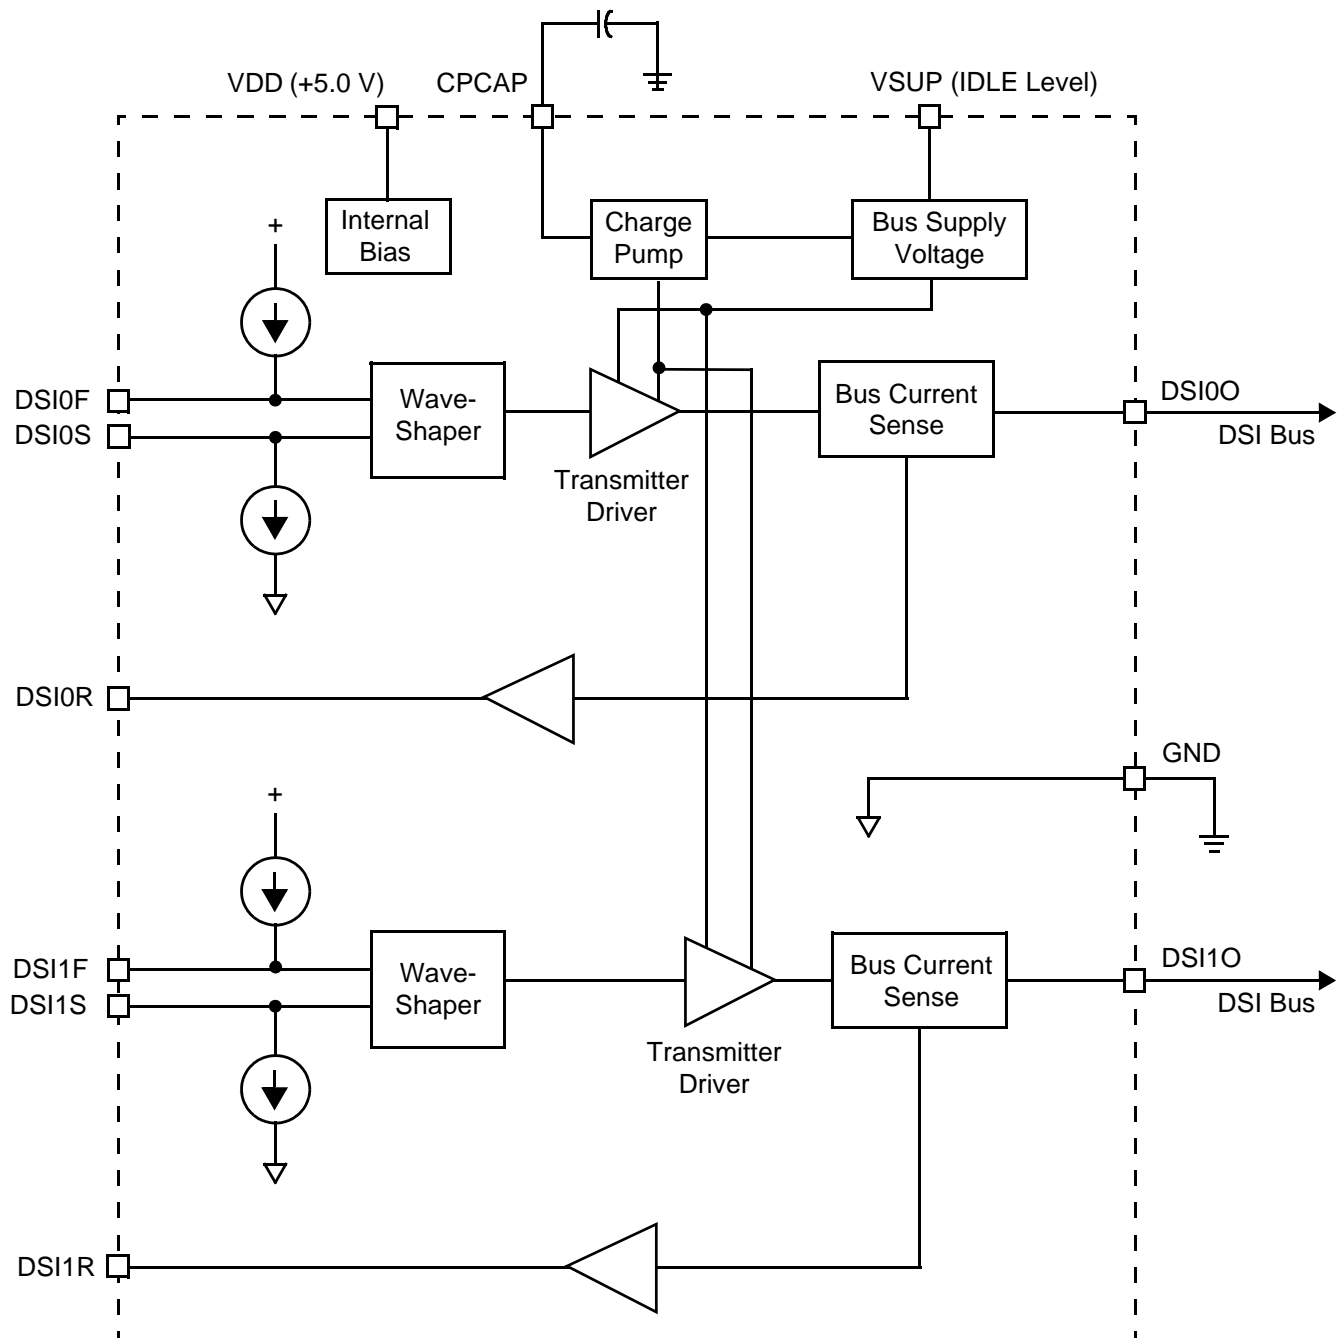 VDD (+5.0 V)
CPCAP
VSUP (IDLE Level)
Internal
Bias
Charge
Pump
Bus Supply
Voltage
+
DSI0F
DSI0S
Wave-
Shaper
Transmitter
Driver
Bus Current
Sense
DSI0O
DSI Bus
DSI0R
GND
+
DSI1F
DSI1S
Wave-
Shaper
Transmitter
Driver
Bus Current
Sense
DSI1O
DSI Bus
DSI1R